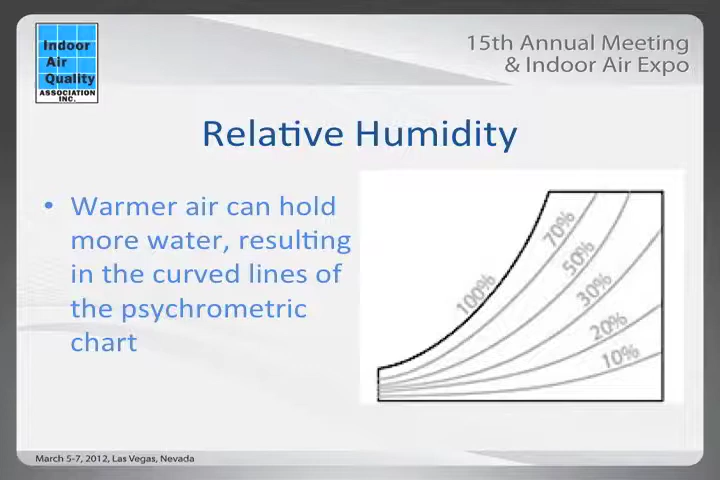 Indoor
Air
Quality
ASSOCIATION
INC.
15th Annual Meeting
& Indoor Air Expo
Relative Humidity
• Warmer air can hold
more water, resulting
in the curved lines of
the psychrometric
chart
100%
70%
50%
30%
20%
10%
March 5-7, 2012, Las Vegas, Nevada